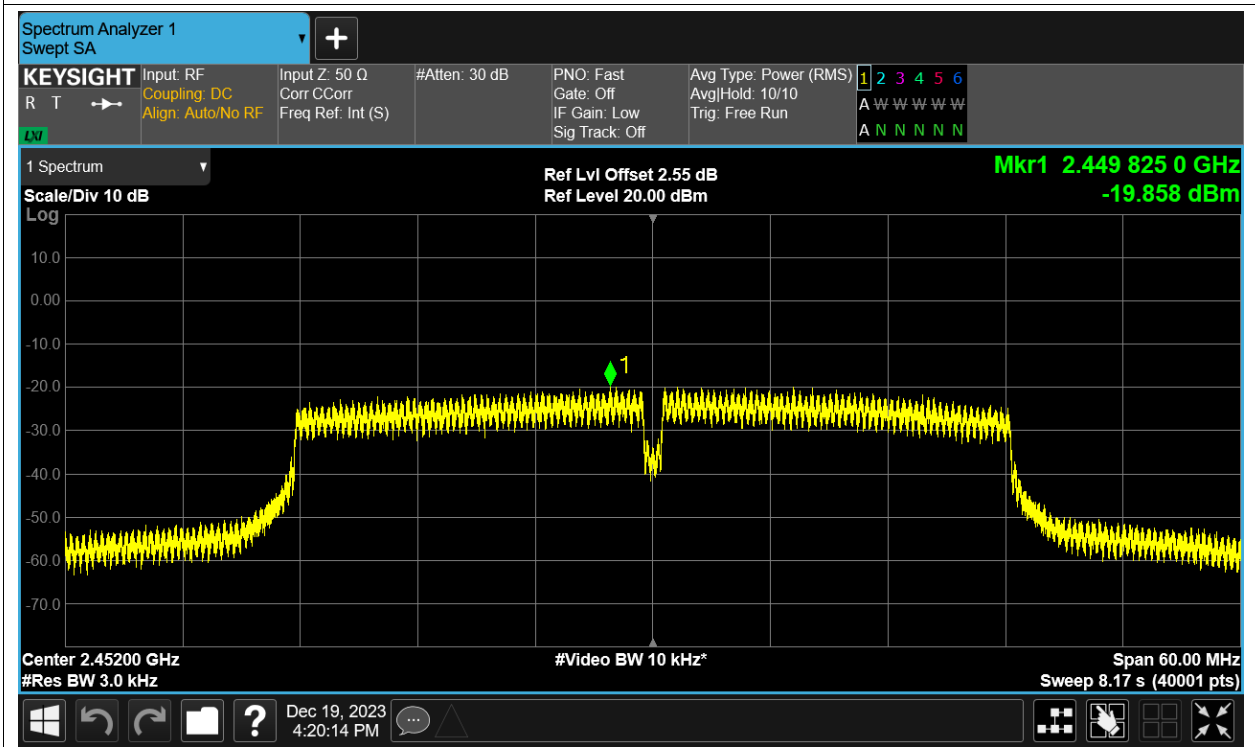 Spectrum Analyzer 1
Swept SA
+
KEYSIGHT Input: RF Input Z: 50 Ω #Atten: 30 dB PNO: Fast Avg Type: Power (RMS) 1 2 3 4 5 6
R T Coupling: DC Corr CCorr Gate: Off Avg|Hold: 10/10 A W W W W W
Align: Auto/No RF Freq Ref: Int (S) IF Gain: Low Trig: Free Run
LXI Sig Track: Off A N N N N N
1 Spectrum
Ref Lvl Offset 2.55 dB Mkr1 2.449 825 0 GHz
Scale/Div 10 dB Ref Level 20.00 dBm -19.858 dBm
Log
10.0
0.00
-10.0
1
-20.0
-30.0
-40.0
-50.0
-60.0
-70.0
Center 2.45200 GHz #Video BW 10 kHz* Span 60.00 MHz
#Res BW 3.0 kHz Sweep 8.17 s (40001 pts)
? Dec 19, 2023
4:20:14 PM